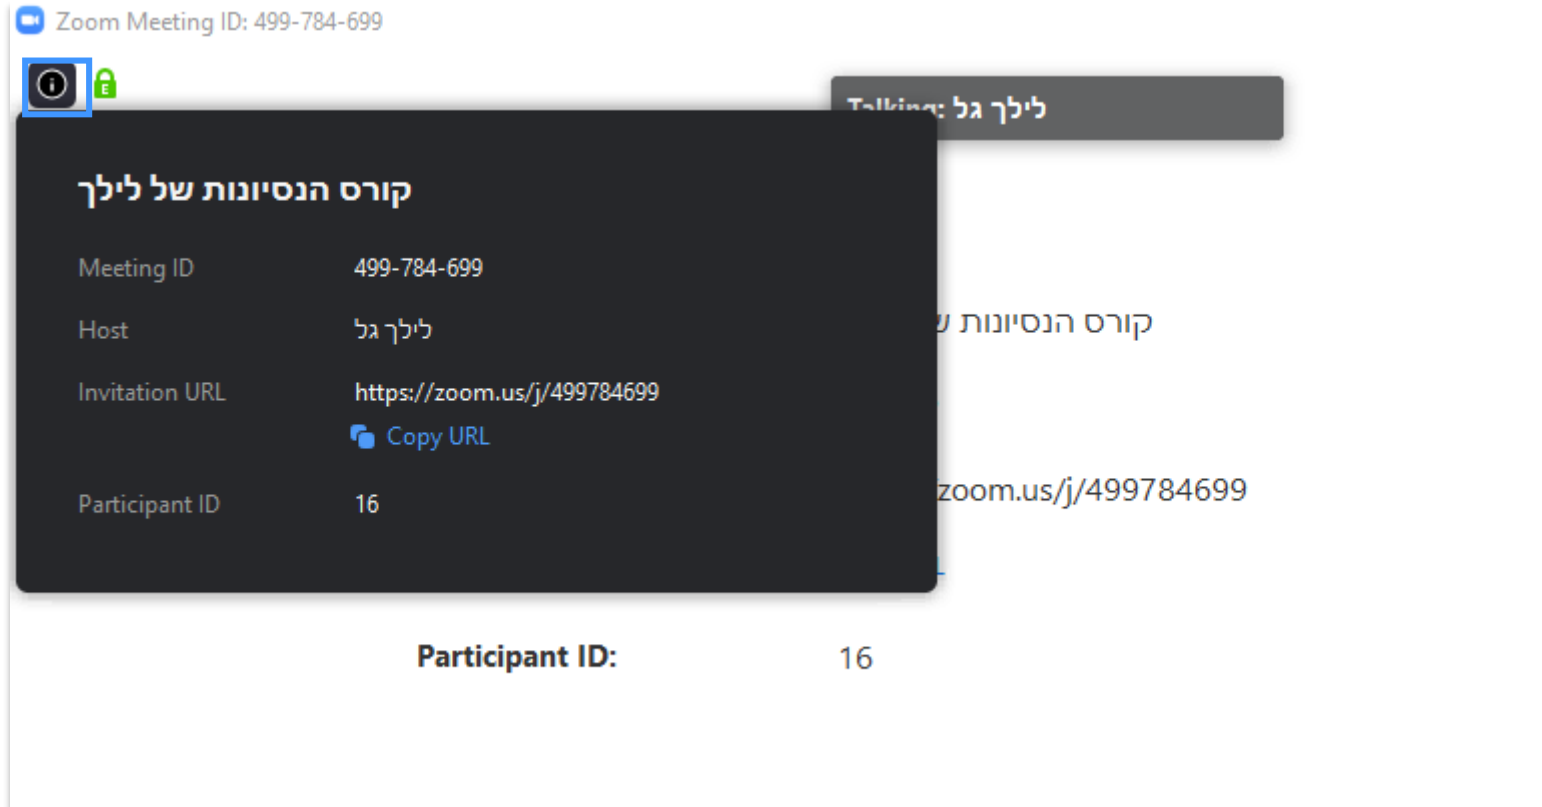 Zoom Meeting ID: 499-784-699
Talking: לילך גל
קורס הנסיונות של לילך
Meeting ID 499-784-699
Host לילך גל
Invitation URL https://zoom.us/j/499784699
Copy URL
Participant ID 16
קורס הנסיונות
zoom.us/j/499784699
Participant ID: 16